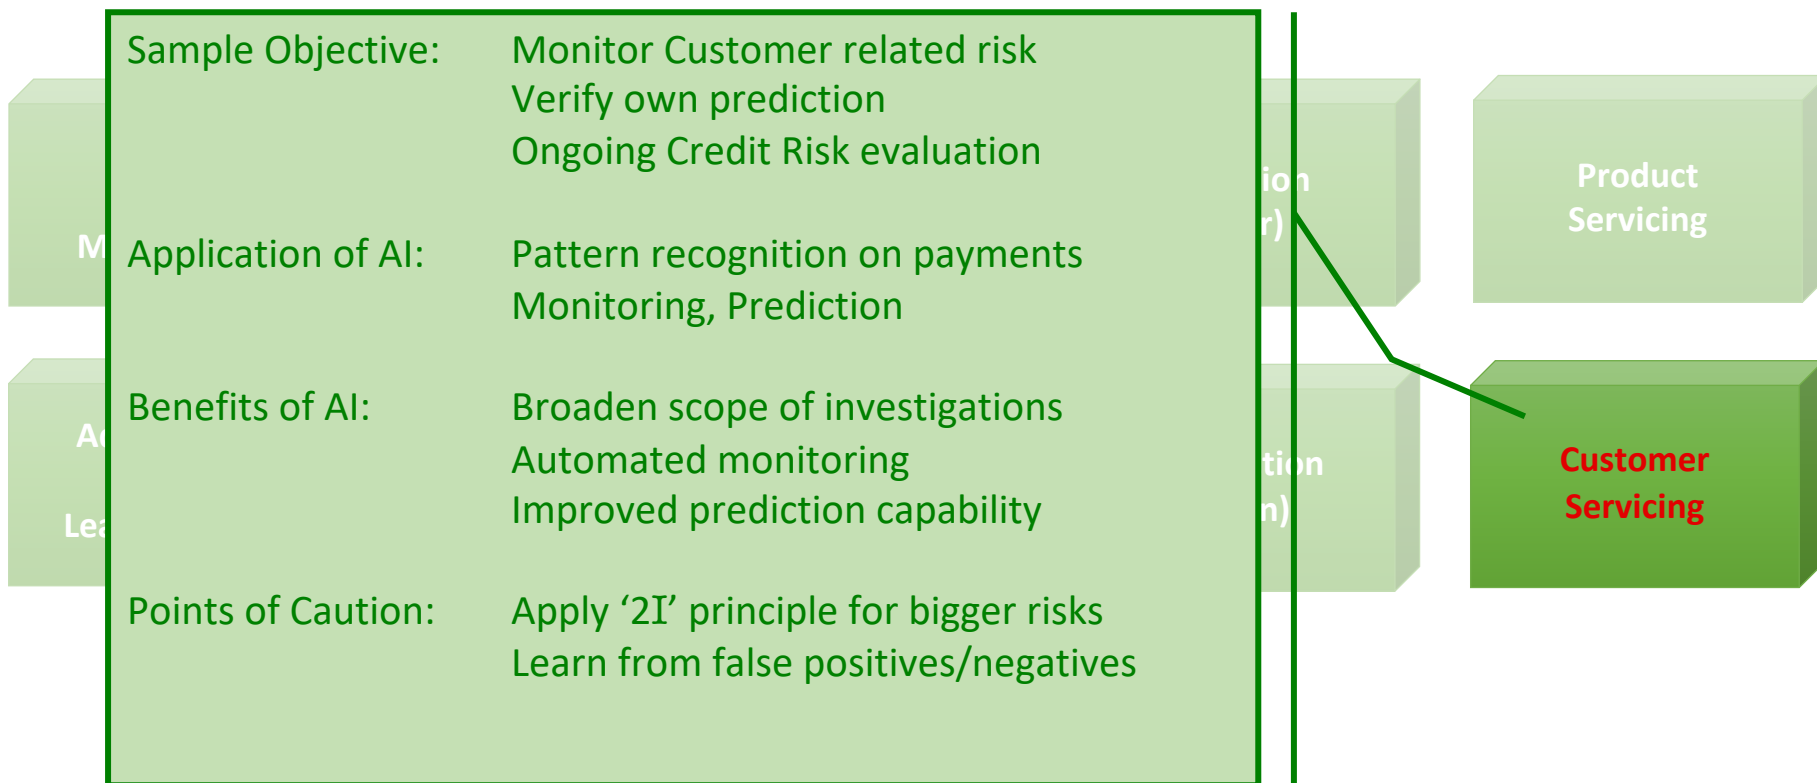 Sample Objective: Monitor Customer related risk
Verify own prediction
Ongoing Credit Risk evaluation
Application of AI: Pattern recognition on payments
Monitoring, Prediction
Benefits of AI: Broaden scope of investigations
Automated monitoring
Improved prediction capability
Points of Caution: Apply ‘2I’ principle for bigger risks
Learn from false positives/negatives
Product
Servicing
Customer
Servicing